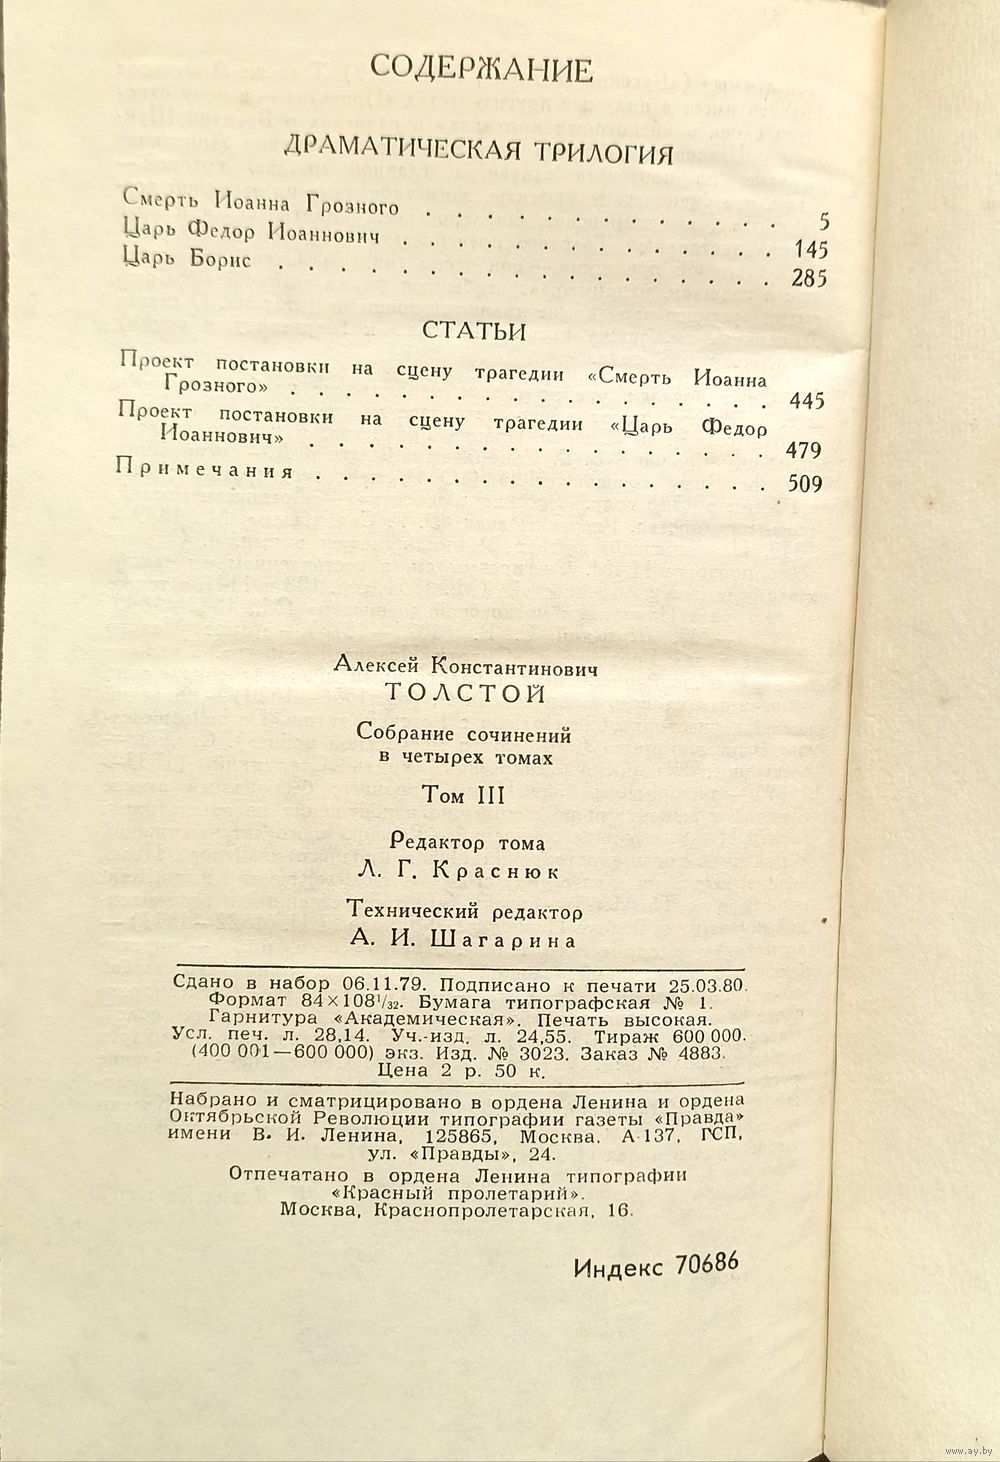 СОДЕРЖАНИЕ
ДРАМАТИЧЕСКАЯ ТРИЛОГИЯ
Смерть Иоанна Грозного . . . . . . . . . . . . . 5
Царь Федор Иоаннович . . . . . . . . . . . . . . 145
Царь Борис . . . . . . . . . . . . . . . . . 285
СТАТЬИ
Проект постановки на сцену трагедии «Смерть Иоанна
Грозного» . . . . . . . . . . . . . . . . . . 445
Проект постановки на сцену трагедии «Царь Федор
Иоаннович» . . . . . . . . . . . . . . . . . 479
Примечания . . . . . . . . . . . . . . . . . 509
Алексей Константинович
ТОЛСТОЙ
Собрание сочинений
в четырех томах
Том III
Редактор тома
Л. Г. Краснюк
Технический редактор
А. И. Шагарина
Сдано в набор 06.11.79. Подписано к печати 25.03.80.
Формат 84×108¹/₃₂. Бумага типографская № 1.
Гарнитура «Академическая». Печать высокая.
Усл. печ. л. 28,14. Уч.-изд. л. 24,55. Тираж 600 000.
(400 001—600 000) экз. Изд. № 3023. Заказ № 4883.
Цена 2 р. 50 к.
Набрано и сматрицировано в ордена Ленина и ордена
Октябрьской Революции типографии газеты «Правда»
имени В. И. Ленина, 125865, Москва, А-137, ГСП,
ул. «Правды», 24.
Отпечатано в ордена Ленина типографии
«Красный пролетарий».
Москва, Краснопролетарская, 16.
Индекс 70686
www.ay.by